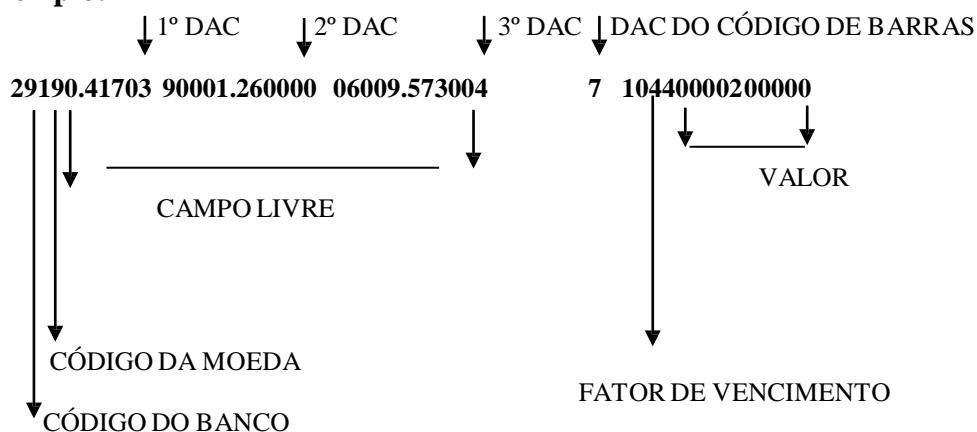 1º DAC 2º DAC 3º DAC DAC DO CÓDIGO DE BARRAS
29190.41703 90001.260000 06009.573004 7 10440000200000
VALOR
CAMPO LIVRE
CÓDIGO DA MOEDA
FATOR DE VENCIMENTO
CÓDIGO DO BANCO